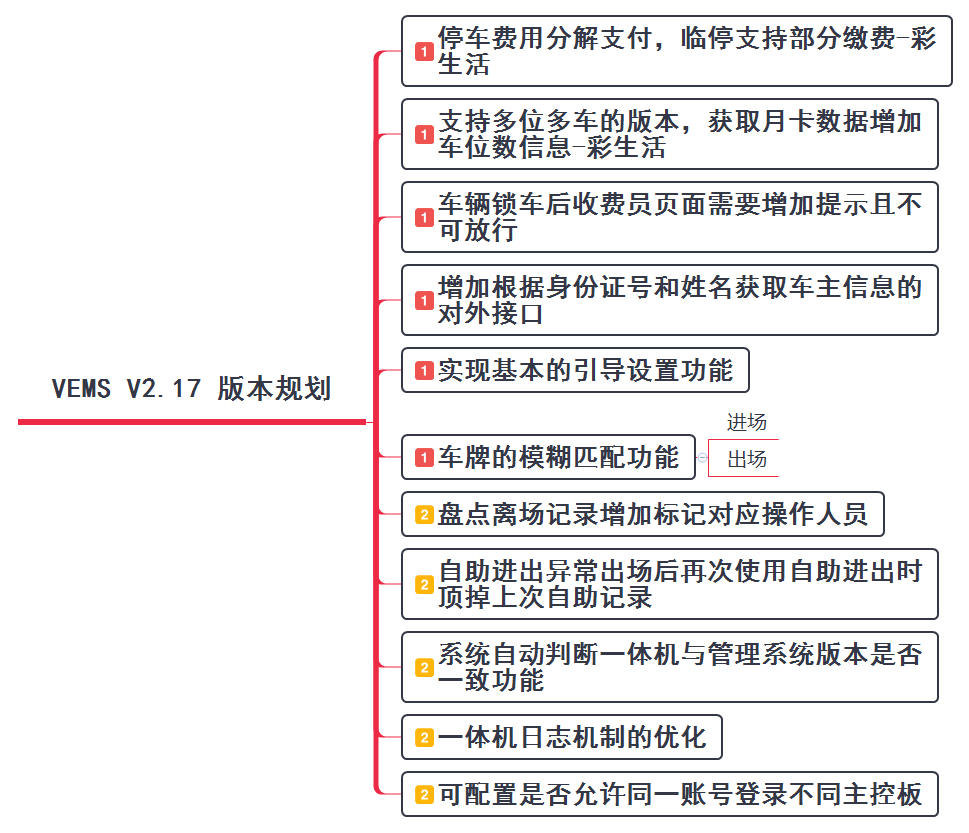 VEMS V2.17 版本规划
1 停车费用分解支付，临停支持部分缴费-彩
生活
1 支持多位多车的版本，获取月卡数据增加
车位数信息-彩生活
1 车辆锁车后收费员页面需要增加提示且不
可放行
1 增加根据身份证号和姓名获取车主信息的
对外接口
1 实现基本的引导设置功能
1 车牌的模糊匹配功能
进场
出场
2 盘点离场记录增加标记对应操作人员
2 自助进出异常出场后再次使用自助进出时
顶掉上次自助记录
2 系统自动判断一体机与管理系统版本是否
一致功能
2 一体机日志机制的优化
2 可配置是否允许同一账号登录不同主控板